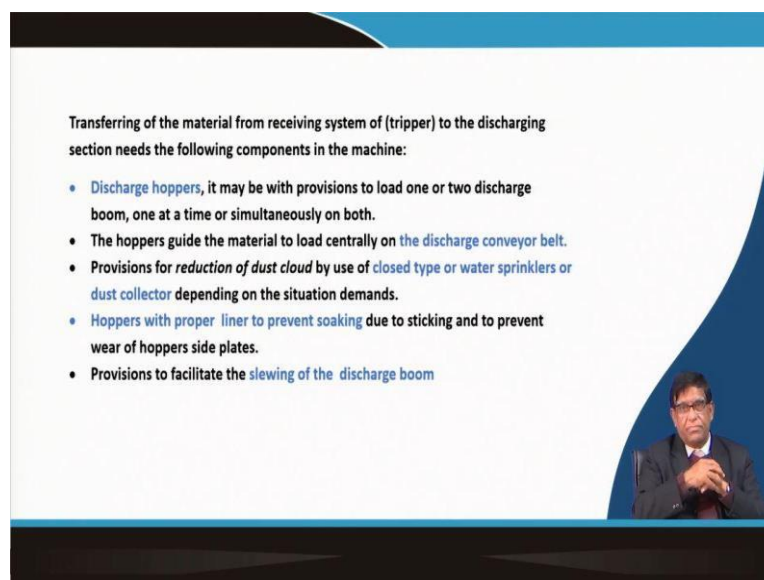 Transferring of the material from receiving system of (tripper) to the discharging
section needs the following components in the machine:
• Discharge hoppers, it may be with provisions to load one or two discharge
boom, one at a time or simultaneously on both.
• The hoppers guide the material to load centrally on the discharge conveyor belt.
• Provisions for reduction of dust cloud by use of closed type or water sprinklers or
dust collector depending on the situation demands.
• Hoppers with proper liner to prevent soaking due to sticking and to prevent
wear of hoppers side plates.
• Provisions to facilitate the slewing of the discharge boom